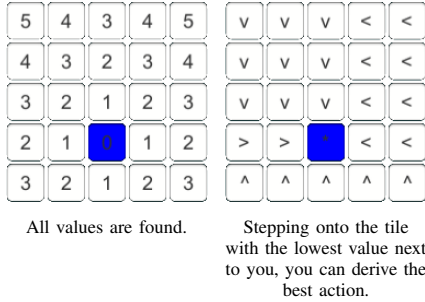 5 4 3 4 5
4 3 2 3 4
3 2 1 2 3
2 1 0 1 2
3 2 1 2 3
All values are found.
v v v < <
v v v < <
v v v < <
> > * < <
^ ^ ^ ^ ^
Stepping onto the tile
with the lowest value next
to you, you can derive the
best action.